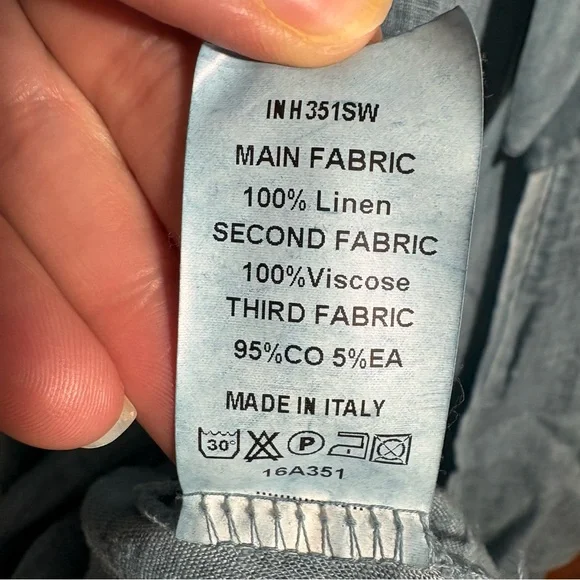 INH351SW
MAIN FABRIC
100% Linen
SECOND FABRIC
100%Viscose
THIRD FABRIC
95%CO 5%EA
MADE IN ITALY
30° P
16A351